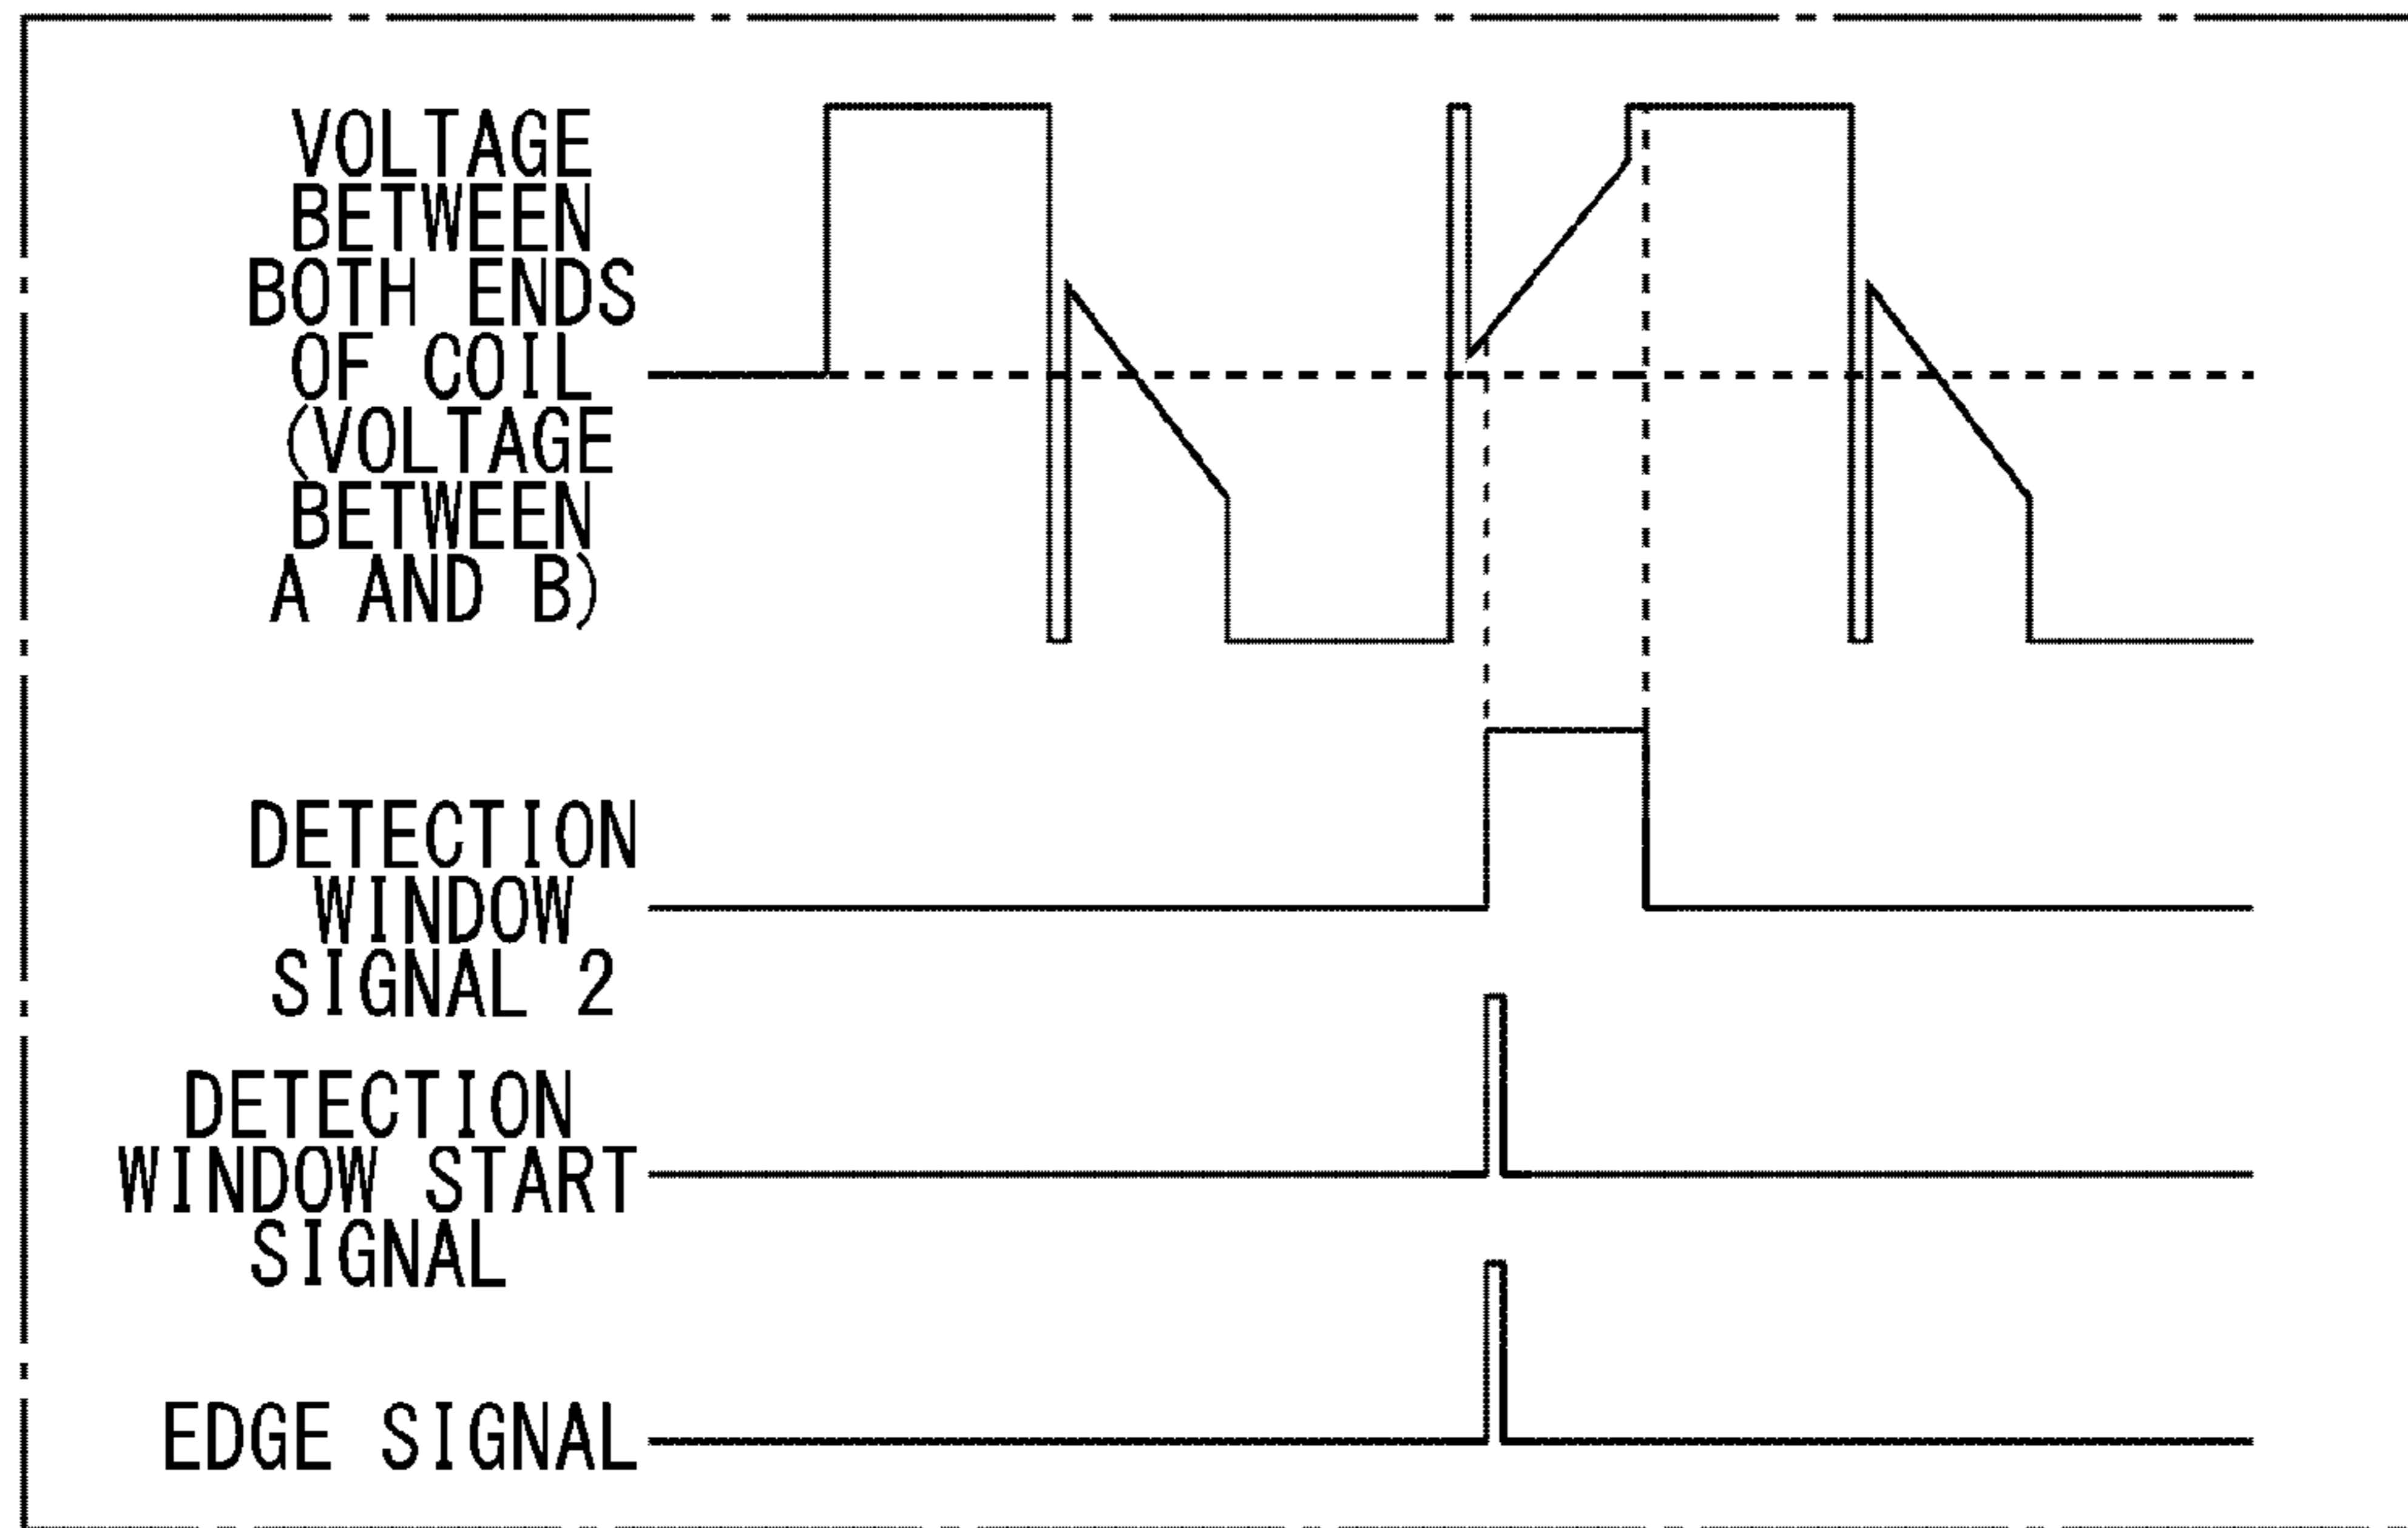 VOLTAGE
BETWEEN
BOTH ENDS
OF COIL
(VOLTAGE
BETWEEN
A AND B)
DETECTION
WINDOW
SIGNAL 2
DETECTION
WINDOW START
SIGNAL
EDGE SIGNAL